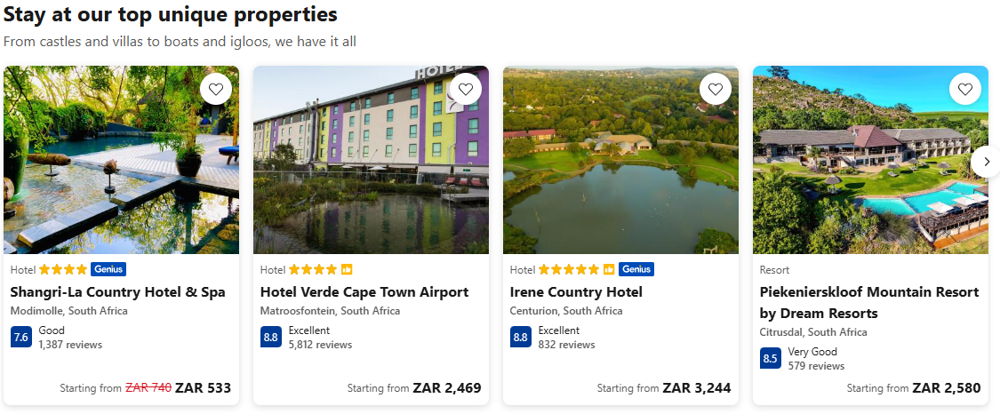 Stay at our top unique properties
From castles and villas to boats and igloos, we have it all
HOTEL
Hotel Genius
Shangri-La Country Hotel & Spa
Modimolle, South Africa
7.6 Good
1,387 reviews
Starting from ZAR 740 ZAR 533
Hotel
Hotel Verde Cape Town Airport
Matroosfontein, South Africa
8.8 Excellent
5,812 reviews
Starting from ZAR 2,469
Hotel Genius
Irene Country Hotel
Centurion, South Africa
8.8 Excellent
832 reviews
Starting from ZAR 3,244
Resort
Piekenierskloof Mountain Resort
by Dream Resorts
Citrusdal, South Africa
8.5 Very Good
579 reviews
Starting from ZAR 2,580